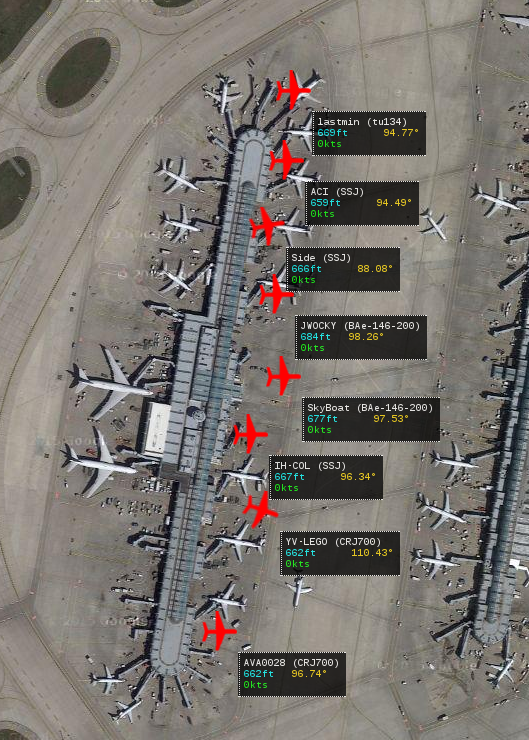 lastmin (tu134)
669ft 94.77°
0kts
ACI (SSJ)
659ft 94.49°
0kts
Side (SSJ)
666ft 88.08°
0kts
JWOCKY (BAe-146-200)
684ft 98.26°
0kts
SkyBoat (BAe-146-200)
677ft 97.53°
0kts
IH-COL (SSJ)
667ft 96.34°
0kts
YV-LEGO (CRJ700)
662ft 110.43°
0kts
AVA0028 (CRJ700)
662ft 96.74°
0kts